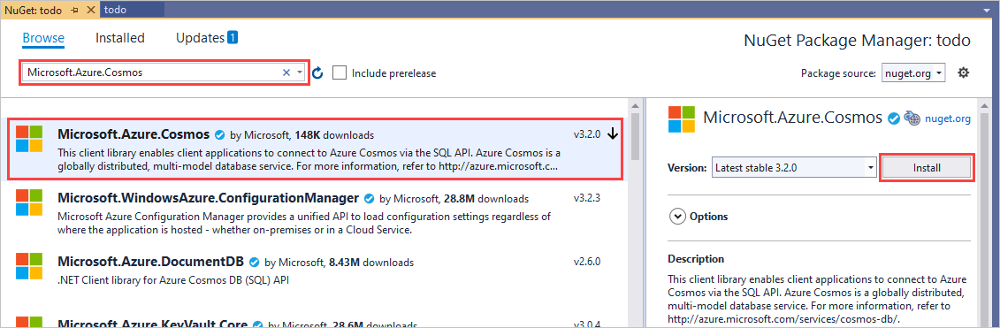 NuGet: todo
todo
Browse
Installed
Updates 1
NuGet Package Manager: todo
Microsoft.Azure.Cosmos
Include prerelease
Package source: nuget.org
Microsoft.Azure.Cosmos by Microsoft, 148K downloads v3.2.0
This client library enables client applications to connect to Azure Cosmos via the SQL API. Azure Cosmos is a
globally distributed, multi-model database service. For more information, refer to http://azure.microsoft.c...
Microsoft.WindowsAzure.ConfigurationManager by Microsoft, 28.8M downloads v3.2.3
Microsoft Azure Configuration Manager provides a unified API to load configuration settings regardless of
where the application is hosted - whether on-premises or in a Cloud Service.
Microsoft.Azure.DocumentDB by Microsoft, 8.43M downloads v2.6.0
.NET Client library for Azure Cosmos DB (SQL) API
Microsoft.Azure.KeyVault.Core by Microsoft, 28.6M downloads v3.0.4
Microsoft.Azure.Cosmos nuget.org
Version: Latest stable 3.2.0 Install
Options
Description
This client library enables client applications to connect to Azure
Cosmos via the SQL API. Azure Cosmos is a globally distributed,
multi-model database service. For more information, refer to
http://azure.microsoft.com/services/cosmos-db/.